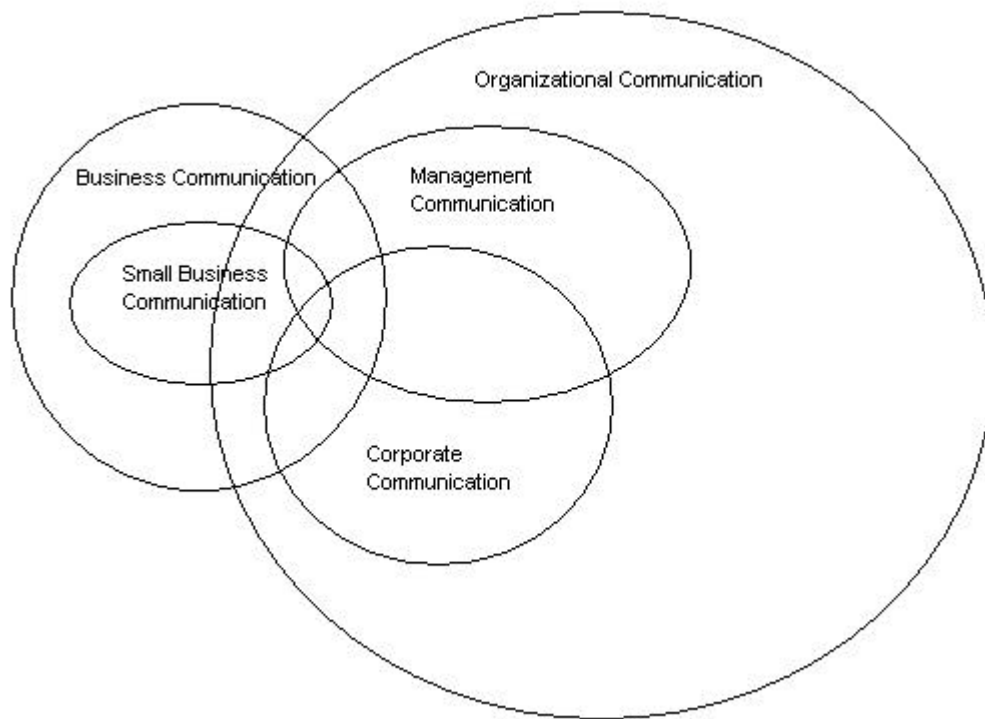 Organizational Communication
Business Communication
Management
Communication
Small Business
Communication
Corporate
Communication